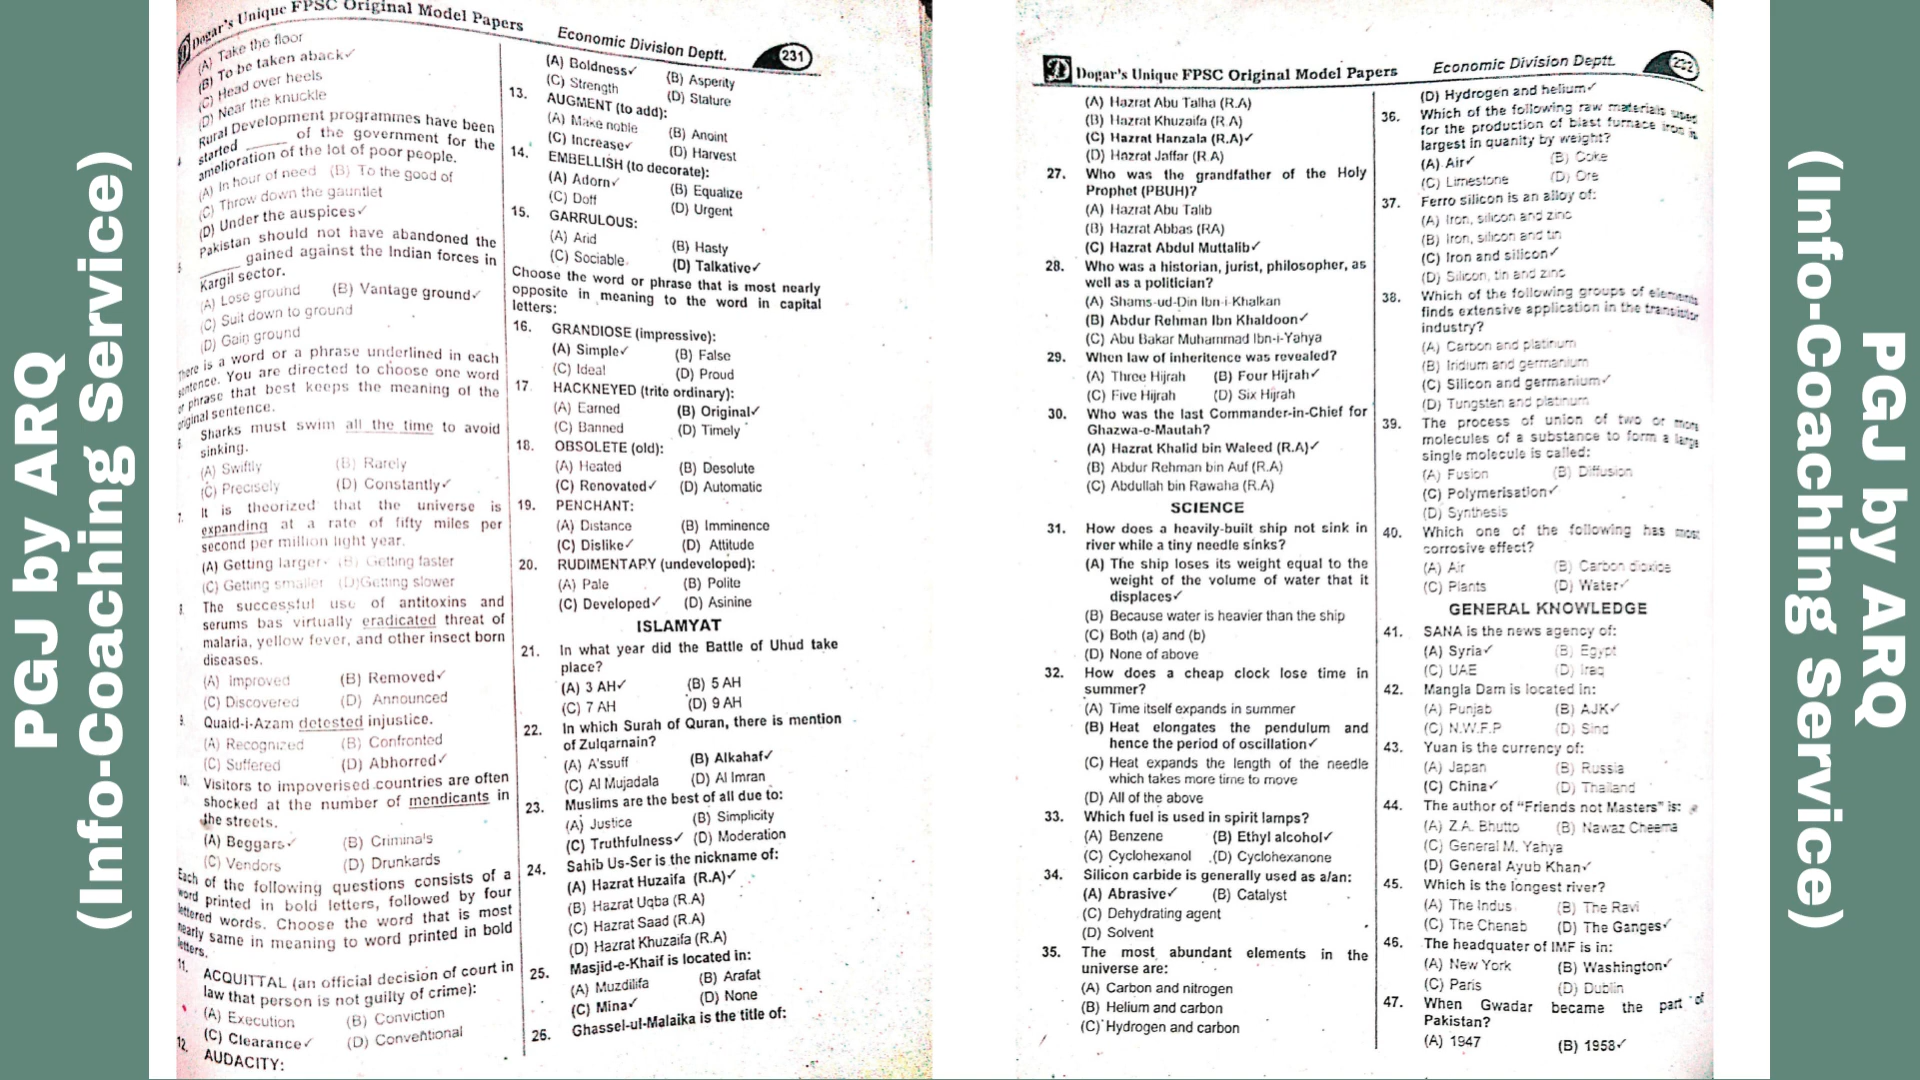 PGJ by ARQ
(Info-Coaching Service)
Dogar's Unique FPSC Original Model Papers
Economic Division Deptt.
231
(A) Take the floor
(B) To be taken aback✓
(C) Head over heels
(D) Near the knuckle
Rural Development programmes have been
started ______ of the government for the
amelioration of the lot of poor people.
(A) In hour of need (B) To the good of
(C) Throw down the gauntlet
(D) Under the auspices✓
5 Pakistan should not have abandoned the
______ gained against the Indian forces in
Kargil sector.
(A) Lose ground (B) Vantage ground✓
(C) Suit down to ground
(D) Gain ground
There is a word or a phrase underlined in each
sentence. You are directed to choose one word
or phrase that best keeps the meaning of the
original sentence.
6 Sharks must swim all the time to avoid
sinking.
(A) Swiftly (B) Rarely
(C) Precisely (D) Constantly✓
7. It is theorized that the universe is
expanding at a rate of fifty miles per
second per million light year.
(A) Getting larger (B) Getting faster
(C) Getting smaller (D) Getting slower
8. The successful use of antitoxins and
serums bas virtually eradicated threat of
malaria, yellow fever, and other insect born
diseases.
(A) improved (B) Removed✓
(C) Discovered (D) Announced
9. Quaid-i-Azam detested injustice.
(A) Recognized (B) Confronted
(C) Suffered (D) Abhorred✓
10. Visitors to impoverised countries are often
shocked at the number of mendicants in
the streets.
(A) Beggars✓ (B) Criminals
(C) Vendors (D) Drunkards
Each of the following questions consists of a
word printed in bold letters, followed by four
lettered words. Choose the word that is most
nearly same in meaning to word printed in bold
letters.
11. ACQUITTAL (an official decision of court in
law that person is not guilty of crime):
(A) Execution (B) Conviction
(C) Clearance✓ (D) Conventional
12. AUDACITY:
(A) Boldness✓ (B) Asperity
(C) Strength (D) Stature
13. AUGMENT (to add):
(A) Make noble (B) Anoint
(C) Increase✓ (D) Harvest
14. EMBELLISH (to decorate):
(A) Adorn✓ (B) Equalize
(C) Doff (D) Urgent
15. GARRULOUS:
(A) Arid (B) Hasty
(C) Sociable (D) Talkative✓
Choose the word or phrase that is most nearly
opposite in meaning to the word in capital
letters:
16. GRANDIOSE (impressive):
(A) Simple✓ (B) False
(C) Ideal (D) Proud
17 HACKNEYED (trite ordinary):
(A) Earned (B) Original✓
(C) Banned (D) Timely
18. OBSOLETE (old):
(A) Heated (B) Desolute
(C) Renovated✓ (D) Automatic
19. PENCHANT:
(A) Distance (B) Imminence
(C) Dislike✓ (D) Attitude
20. RUDIMENTARY (undeveloped):
(A) Pale (B) Polite
(C) Developed✓ (D) Asinine
ISLAMYAT
21. In what year did the Battle of Uhud take
place?
(A) 3 AH✓ (B) 5 AH
(C) 7 AH (D) 9 AH
22. In which Surah of Quran, there is mention
of Zulqarnain?
(A) A'ssuff (B) Alkahaf✓
(C) Al Mujadala (D) Al Imran
23. Muslims are the best of all due to:
(A) Justice (B) Simplicity
(C) Truthfulness✓ (D) Moderation
24. Sahib Us-Ser is the nickname of:
(A) Hazrat Huzaifa (R.A)✓
(B) Hazrat Uqba (R.A)
(C) Hazrat Saad (R.A)
(D) Hazrat Khuzaifa (R.A)
25. Masjid-e-Khaif is located in:
(A) Muzdilifa (B) Arafat
(C) Mina✓ (D) None
26. Ghassel-ul-Malaika is the title of:
Dogar's Unique FPSC Original Model Papers
Economic Division Deptt.
232
(A) Hazrat Abu Talha (R.A)
(B) Hazrat Khuzaifa (R.A)
(C) Hazrat Hanzala (R.A)✓
(D) Hazrat Jaffar (R A)
27. Who was the grandfather of the Holy
Prophet (PBUH)?
(A) Hazrat Abu Talib
(B) Hazrat Abbas (RA)
(C) Hazrat Abdul Muttalib✓
28. Who was a historian, jurist, philosopher, as
well as a politician?
(A) Shams-ud-Din Ibn-i-Khalkan
(B) Abdur Rehman Ibn Khaldoon✓
(C) Abu Bakar Muhammad Ibn-i-Yahya
29. When law of inheritence was revealed?
(A) Three Hijrah (B) Four Hijrah✓
(C) Five Hijrah (D) Six Hijrah
30. Who was the last Commander-in-Chief for
Ghazwa-e-Mautah?
(A) Hazrat Khalid bin Waleed (R.A)✓
(B) Abdur Rehman bin Auf (R.A)
(C) Abdullah bin Rawaha (R.A)
SCIENCE
31. How does a heavily-built ship not sink in
river while a tiny needle sinks?
(A) The ship loses its weight equal to the
weight of the volume of water that it
displaces✓
(B) Because water is heavier than the ship
(C) Both (a) and (b)
(D) None of above
32. How does a cheap clock lose time in
summer?
(A) Time itself expands in summer
(B) Heat elongates the pendulum and
hence the period of oscillation✓
(C) Heat expands the length of the needle
which takes more time to move
(D) All of the above
33. Which fuel is used in spirit lamps?
(A) Benzene (B) Ethyl alcohol✓
(C) Cyclohexanol (D) Cyclohexanone
34. Silicon carbide is generally used as a/an:
(A) Abrasive✓ (B) Catalyst
(C) Dehydrating agent
(D) Solvent
35. The most abundant elements in the
universe are:
(A) Carbon and nitrogen
(B) Helium and carbon
(C) Hydrogen and carbon
(D) Hydrogen and helium✓
36. Which of the following raw materials used
for the production of blast furnace iron is
largest in quanity by weight?
(A) Air✓ (B) Coke
(C) Limestone (D) Ore
37. Ferro silicon is an alloy of:
(A) Iron, silicon and zinc
(B) Iron, silicon and tin
(C) Iron and silicon✓
(D) Silicon, tin and zinc
38. Which of the following groups of elements
finds extensive application in the transistor
industry?
(A) Carbon and platinum
(B) Iridium and germanium
(C) Silicon and germanium✓
(D) Tungsten and platinum
39. The process of union of two or more
molecules of a substance to form a large
single molecule is called:
(A) Fusion (B) Diffusion
(C) Polymerisation✓
(D) Synthesis
40. Which one of the following has most
corrosive effect?
(A) Air (B) Carbon dioxide
(C) Plants (D) Water✓
GENERAL KNOWLEDGE
41. SANA is the news agency of:
(A) Syria✓ (B) Egypt
(C) UAE (D) Iraq
42. Mangla Dam is located in:
(A) Punjab (B) AJK✓
(C) N.W.F.P (D) Sind
43. Yuan is the currency of:
(A) Japan (B) Russia
(C) China✓ (D) Thailand
44. The author of "Friends not Masters" is:
(A) Z.A. Bhutto (B) Nawaz Cheema
(C) General M. Yahya
(D) General Ayub Khan✓
45. Which is the longest river?
(A) The Indus (B) The Ravi
(C) The Chenab (D) The Ganges✓
46. The headquater of IMF is in:
(A) New York (B) Washington✓
(C) Paris (D) Dublin
47. When Gwadar became the part of
Pakistan?
(A) 1947 (B) 1958✓
PGJ by ARQ
(Info-Coaching Service)